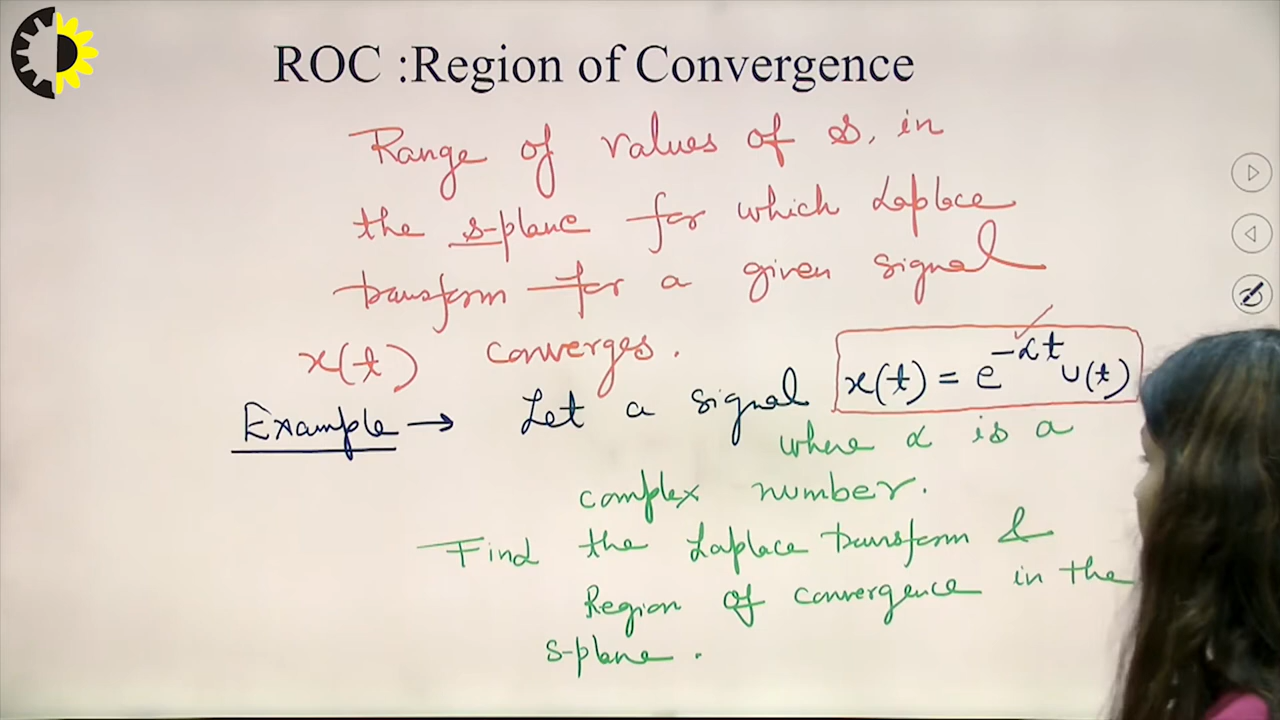 ROC :Region of Convergence
Range of values of s, in
the s-plane for which Laplace
transform for a given signal
x(t) converges.
Example → Let a signal x(t) = e^{-αt} u(t)
where α is a
complex number.
Find the Laplace transform &
Region of convergence in the
s-plane.